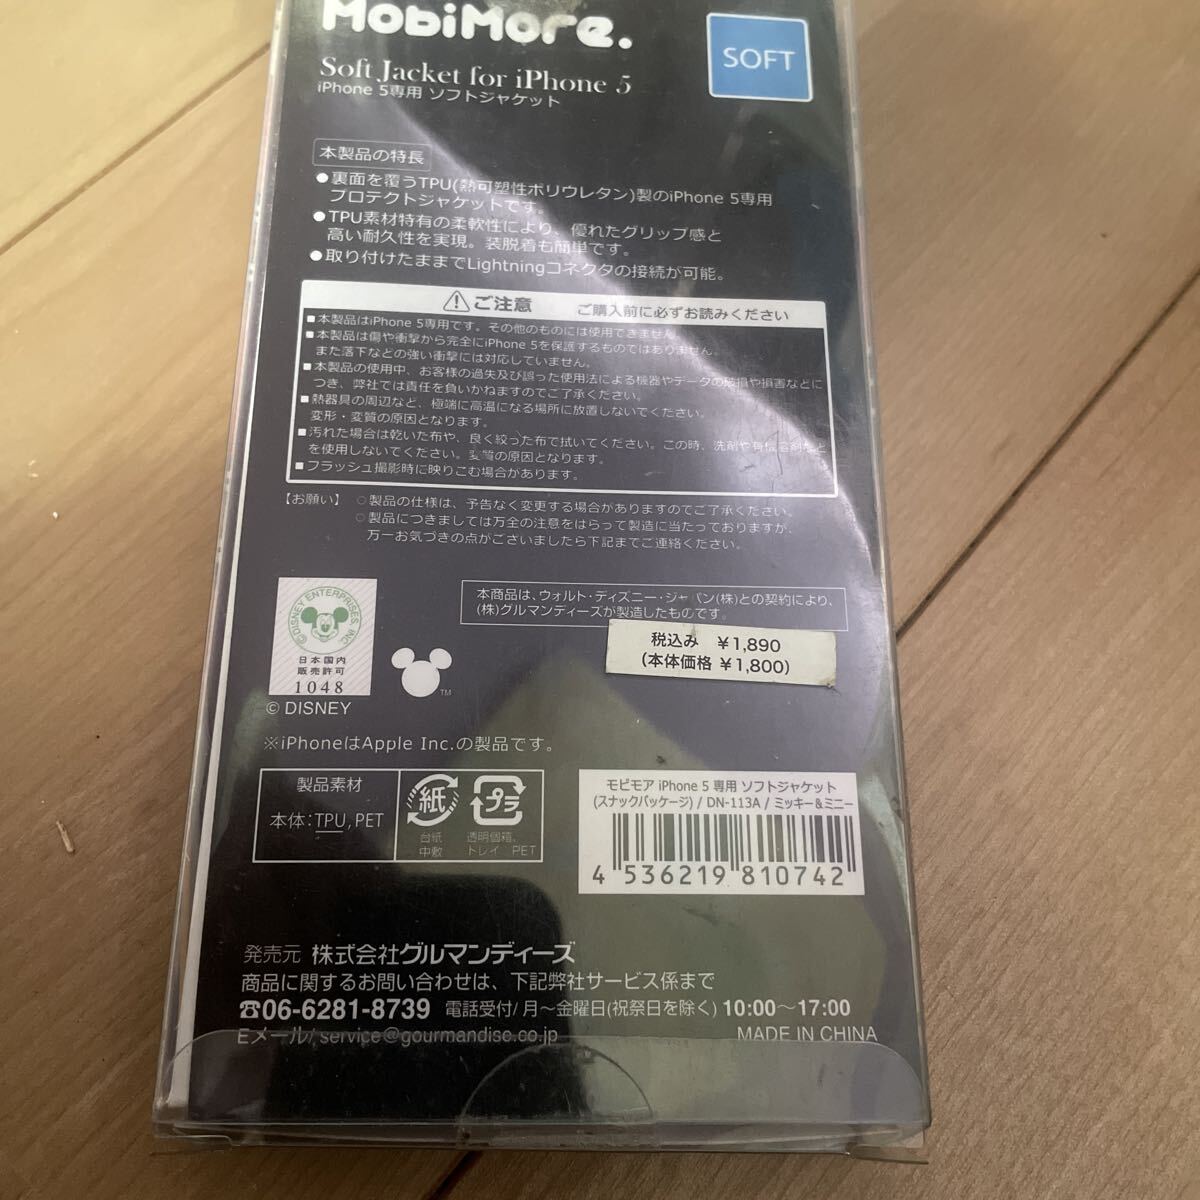 MobiMore.
SOFT
Soft Jacket for iPhone 5
iPhone 5専用 ソフトジャケット
本製品の特長
●裏面を覆うTPU(熱可塑性ポリウレタン)製のiPhone 5専用
プロテクトジャケットです。
●TPU素材特有の柔軟性により、優れたグリップ感と
高い耐久性を実現。装脱着も簡単です。
●取り付けたままでLightningコネクタの接続が可能。
ご注意 ご購入前に必ずお読みください
■本製品はiPhone 5専用です。その他のものには使用できません。
■本製品は傷や衝撃から完全にiPhone 5を保護するものではありません。
また落下などの強い衝撃には対応していません。
■本製品の使用中、お客様の過失及び誤った使用法による機器やデータの破損や損害などに
つき、弊社では責任を負いかねますのでご了承ください。
■熱器具の周辺など、極端に高温になる場所に放置しないでください。
変形・変質の原因となります。
■汚れた場合は乾いた布や、良く絞った布で拭いてください。この時、洗剤や有機溶剤など
を使用しないでください。変質の原因となります。
■フラッシュ撮影時に映りこむ場合があります。
【お願い】 ○製品の仕様は、予告なく変更する場合がありますのでご了承ください。
○製品につきましては万全の注意をはらって製造に当たっておりますが、
万一お気づきの点がございましたら下記までご連絡ください。
©DISNEY ENTERPRISES, INC.
日本国内
販売許可
1048
TM
© DISNEY
本商品は、ウォルト・ディズニー・ジャパン(株)との契約により、
(株)グルマンディーズが製造したものです。
税込み ￥1,890
(本体価格 ￥1,800)
※iPhoneはApple Inc.の製品です。
製品素材
本体：TPU, PET
紙
台紙
中敷
プラ
透明個箱、
トレイ PET
モビモア iPhone 5 専用 ソフトジャケット
(スナックパッケージ) / DN-113A / ミッキー＆ミニー
4 536219 810742
発売元 株式会社グルマンディーズ
商品に関するお問い合わせは、下記弊社サービス係まで
☎06-6281-8739 電話受付/ 月～金曜日(祝祭日を除く) 10:00～17:00
Eメール/ service@gourmandise.co.jp
MADE IN CHINA